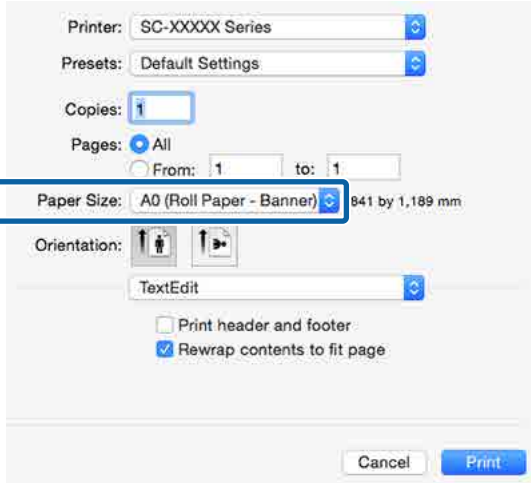 Printer: SC-XXXXX Series
Presets: Default Settings
Copies: 1
Pages: All
From: 1 to: 1
Paper Size: A0 (Roll Paper - Banner) 841 by 1,189 mm
Orientation:
TextEdit
Print header and footer
Rewrap contents to fit page
Cancel Print